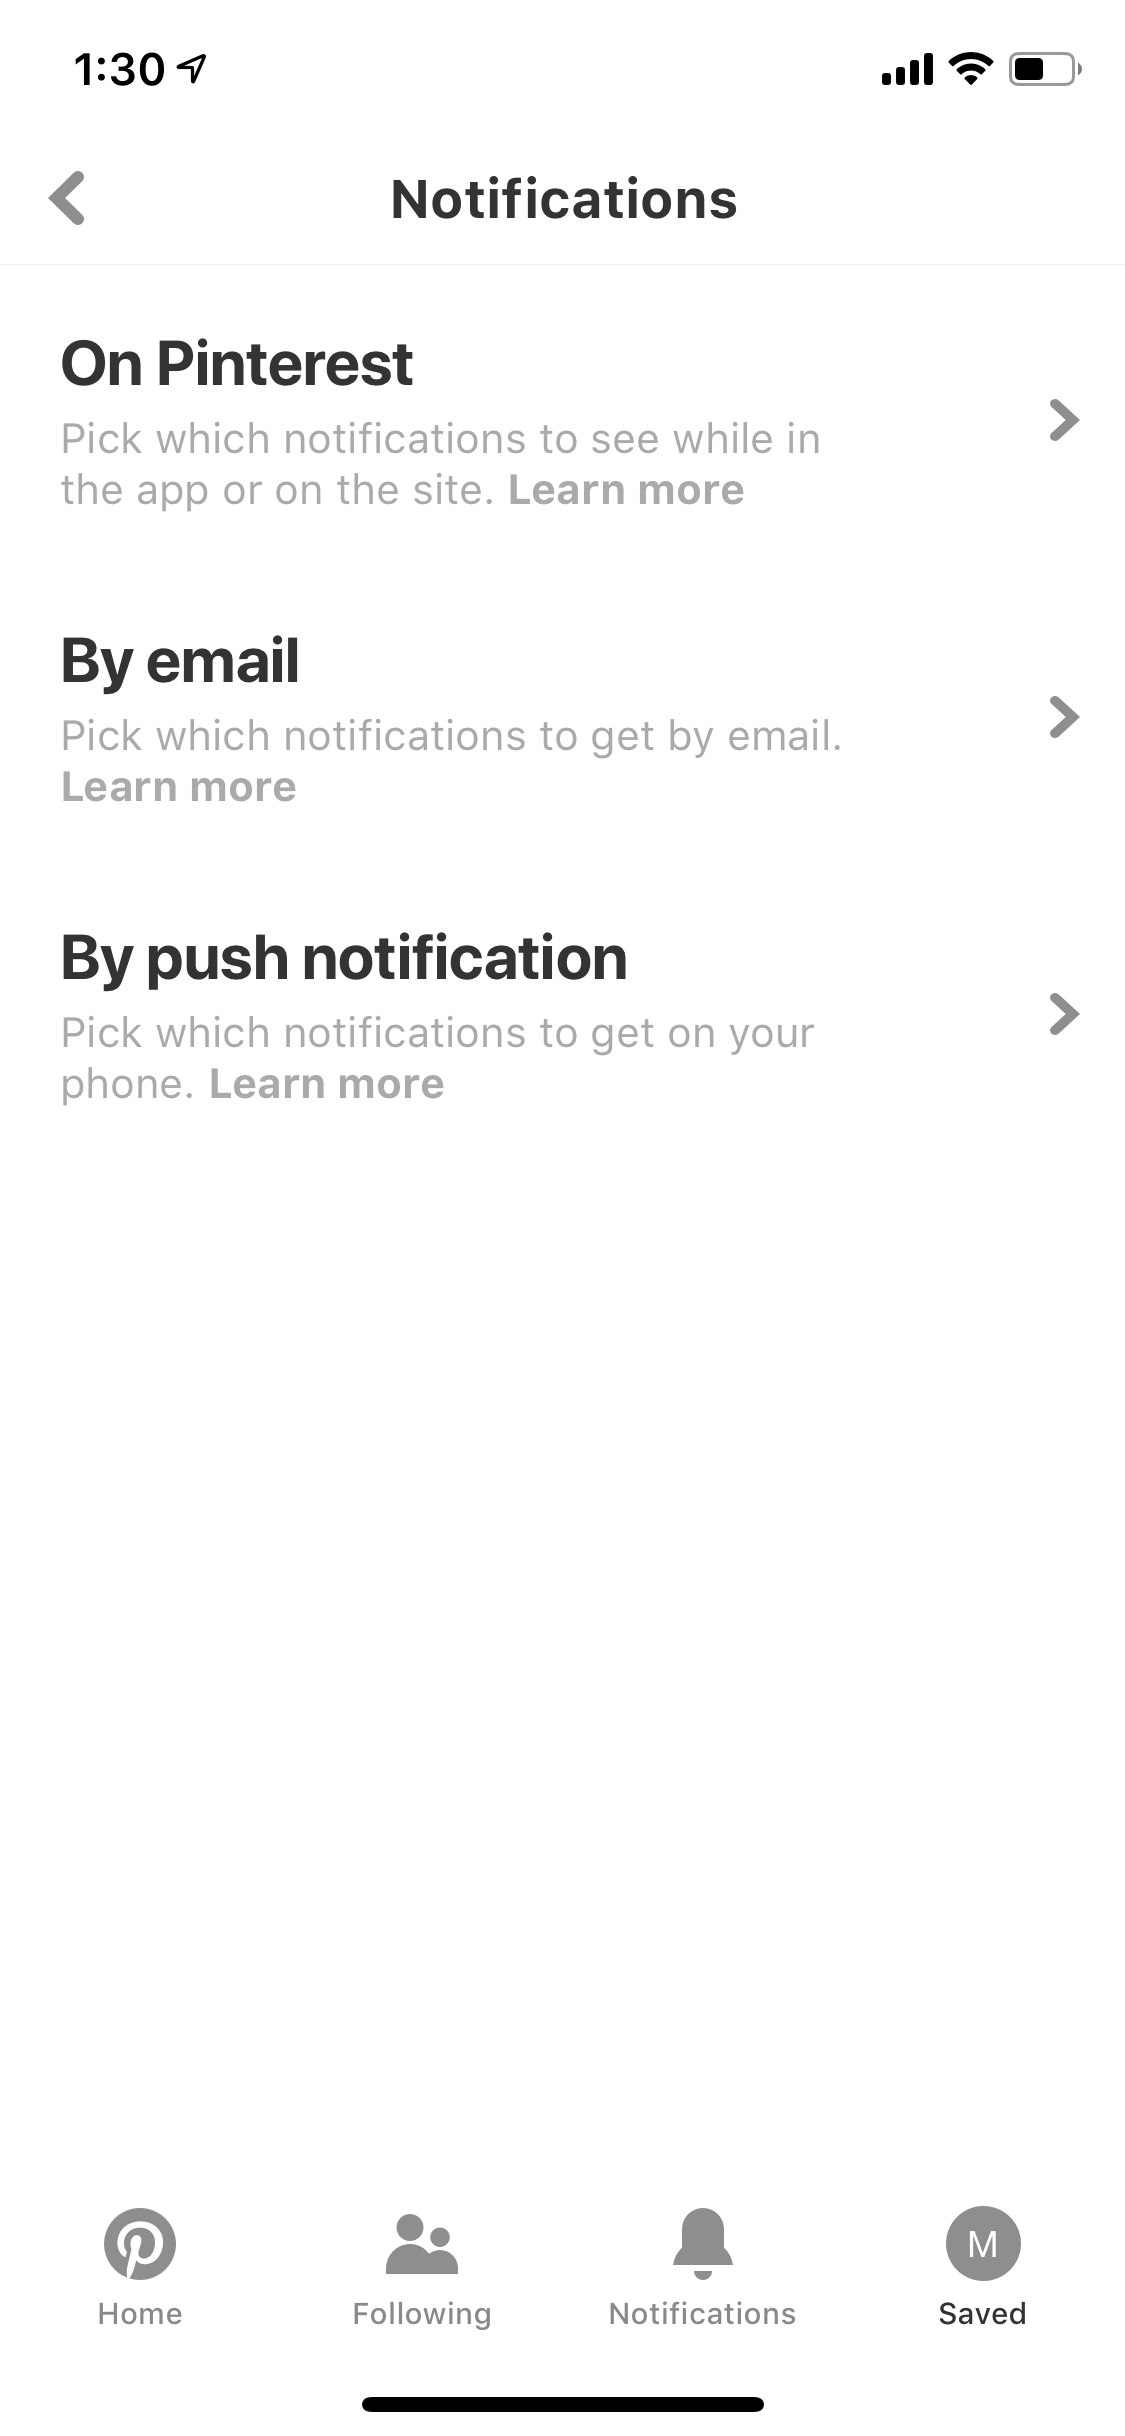 1:30
Notifications
On Pinterest
Pick which notifications to see while in
the app or on the site. Learn more
By email
Pick which notifications to get by email.
Learn more
By push notification
Pick which notifications to get on your
phone. Learn more
M
Home Following Notifications Saved